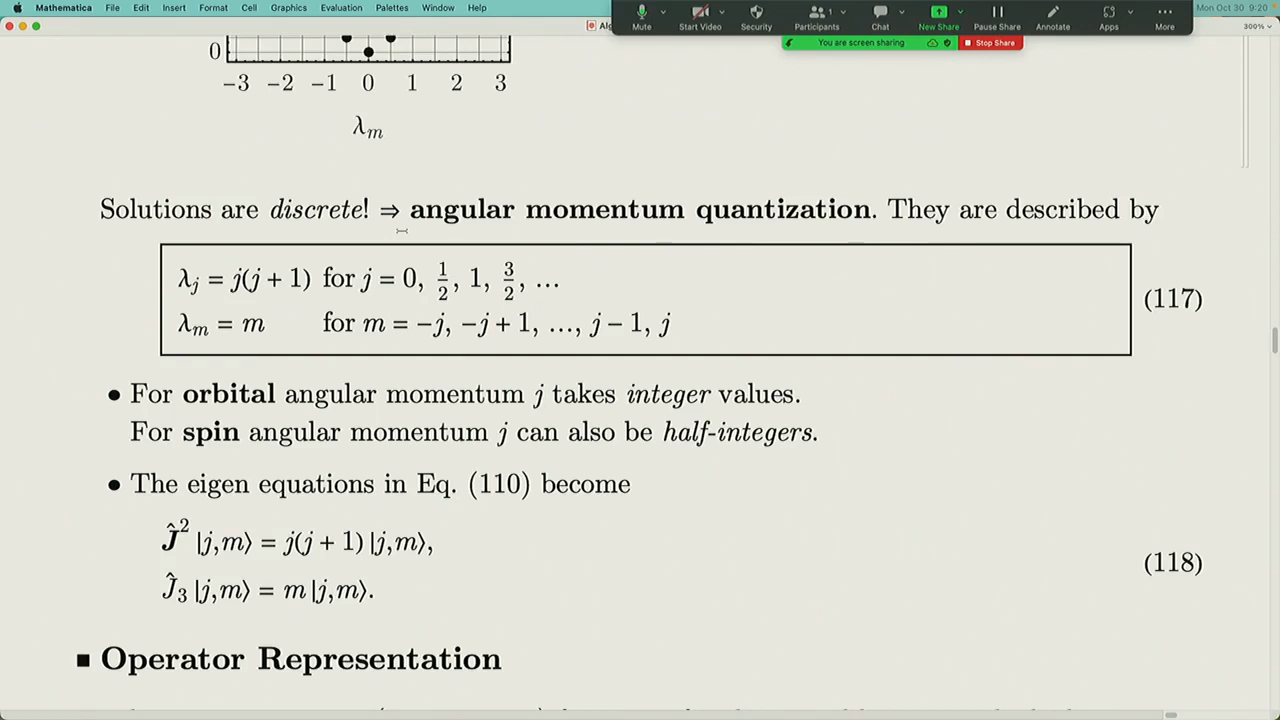 Mathematica File Edit Insert Format Cell Graphics Evaluation Palettes Window Help Mon Oct 30 9:20
Mute Start Video Security Participants 1 Chat New Share Pause Share Annotate Apps More
You are screen sharing Stop Share
300%
0
−3 −2 −1 0 1 2 3
λm
Solutions are discrete! ⇒ angular momentum quantization. They are described by
λj = j(j + 1) for j = 0, 1/2, 1, 3/2, ...
λm = m for m = −j, −j + 1, ..., j − 1, j
(117)
• For orbital angular momentum j takes integer values.
For spin angular momentum j can also be half-integers.
• The eigen equations in Eq. (110) become
Ĵ² |j,m⟩ = j(j + 1) |j,m⟩,
Ĵ₃ |j,m⟩ = m |j,m⟩.
(118)
■ Operator Representation